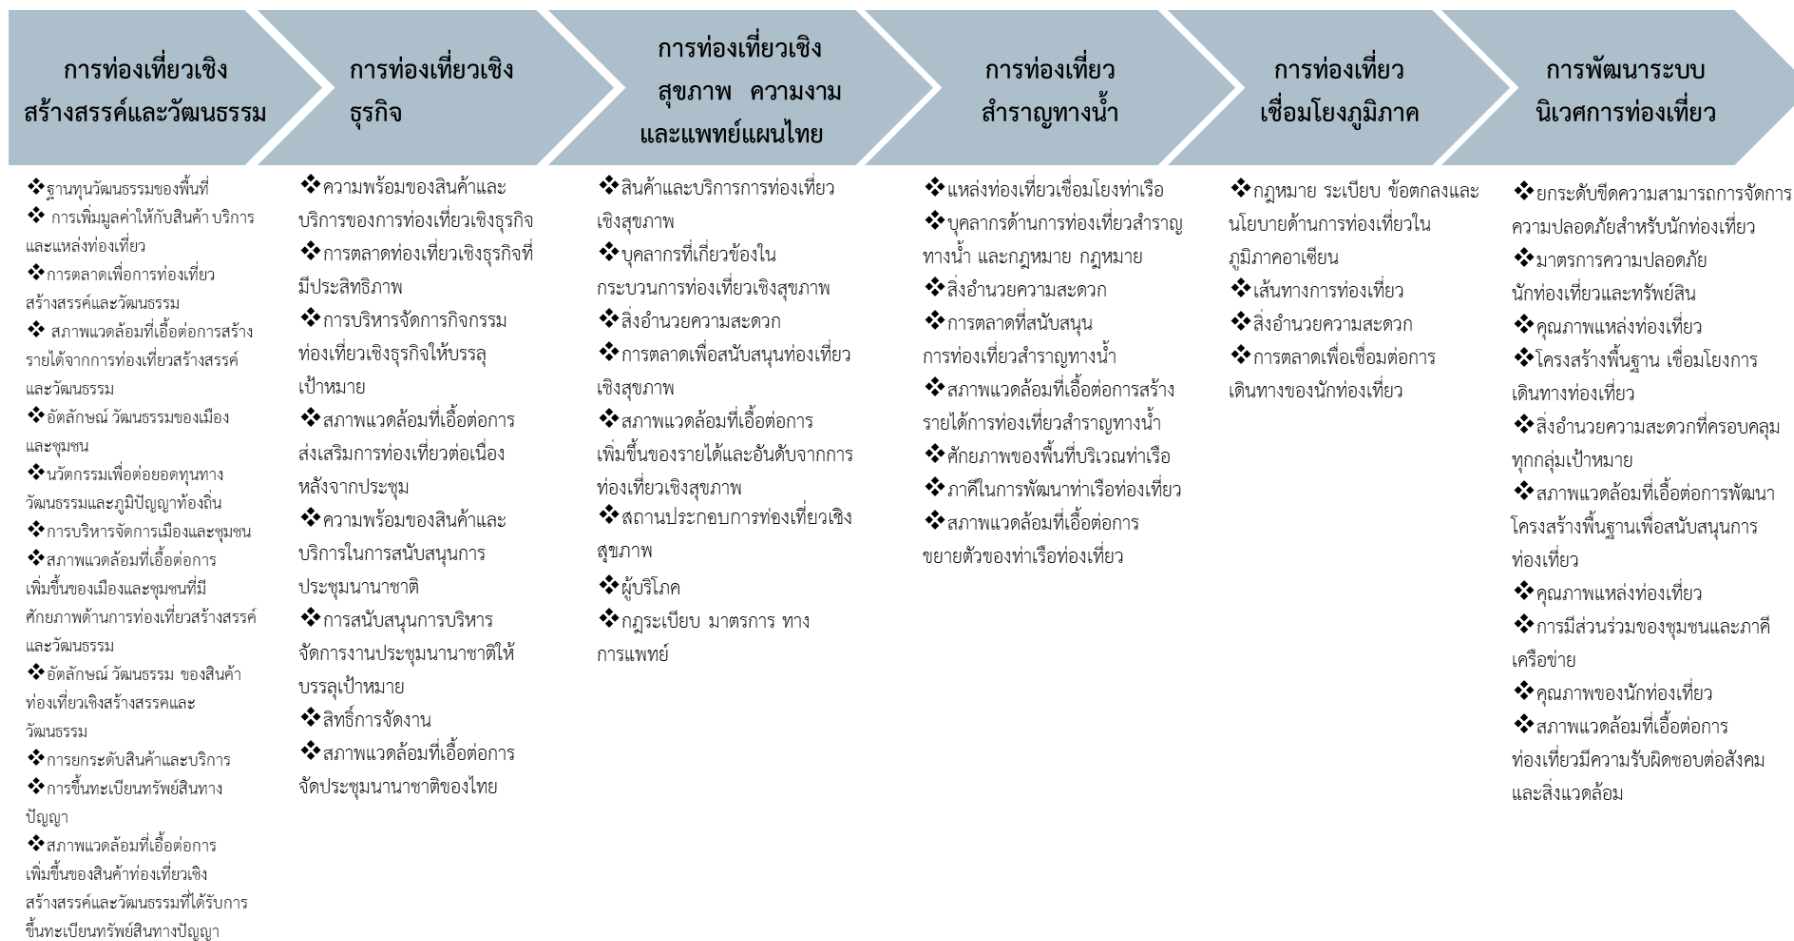 การท่องเที่ยวเชิง
สร้างสรรค์และวัฒนธรรม
❖ฐานทุนวัฒนธรรมของพื้นที่
❖ การเพิ่มมูลค่าให้กับสินค้า บริการ
และแหล่งท่องเที่ยว
❖การตลาดเพื่อการท่องเที่ยว
สร้างสรรค์และวัฒนธรรม
❖ สภาพแวดล้อมที่เอื้อต่อการสร้าง
รายได้จากการท่องเที่ยวสร้างสรรค์
และวัฒนธรรม
❖อัตลักษณ์ วัฒนธรรมของเมือง
และชุมชน
❖นวัตกรรมเพื่อต่อยอดทุนทาง
วัฒนธรรมและภูมิปัญญาท้องถิ่น
❖การบริหารจัดการเมืองและชุมชน
❖สภาพแวดล้อมที่เอื้อต่อการ
เพิ่มขึ้นของเมืองและชุมชนที่มี
ศักยภาพด้านการท่องเที่ยวสร้างสรรค์
และวัฒนธรรม
❖อัตลักษณ์ วัฒนธรรม ของสินค้า
ท่องเที่ยวเชิงสร้างสรรคและ
วัฒนธรรม
❖การยกระดับสินค้าและบริการ
❖การขึ้นทะเบียนทรัพย์สินทาง
ปัญญา
❖สภาพแวดล้อมที่เอื้อต่อการ
เพิ่มขึ้นของสินค้าท่องเที่ยวเชิง
สร้างสรรค์และวัฒนธรรมที่ได้รับการ
ขึ้นทะเบียนทรัพย์สินทางปัญญา
การท่องเที่ยวเชิง
ธุรกิจ
❖ความพร้อมของสินค้าและ
บริการของการท่องเที่ยวเชิงธุรกิจ
❖การตลาดท่องเที่ยวเชิงธุรกิจที่
มีประสิทธิภาพ
❖การบริหารจัดการกิจกรรม
ท่องเที่ยวเชิงธุรกิจให้บรรลุ
เป้าหมาย
❖สภาพแวดล้อมที่เอื้อต่อการ
ส่งเสริมการท่องเที่ยวต่อเนื่อง
หลังจากประชุม
❖ความพร้อมของสินค้าและ
บริการในการสนับสนุนการ
ประชุมนานาชาติ
❖การสนับสนุนการบริหาร
จัดการงานประชุมนานาชาติให้
บรรลุเป้าหมาย
❖สิทธิ์การจัดงาน
❖สภาพแวดล้อมที่เอื้อต่อการ
จัดประชุมนานาชาติของไทย
การท่องเที่ยวเชิง
สุขภาพ ความงาม
และแพทย์แผนไทย
❖สินค้าและบริการการท่องเที่ยว
เชิงสุขภาพ
❖บุคลากรที่เกี่ยวข้องใน
กระบวนการท่องเที่ยวเชิงสุขภาพ
❖สิ่งอำนวยความสะดวก
❖การตลาดเพื่อสนับสนุนท่องเที่ยว
เชิงสุขภาพ
❖สภาพแวดล้อมที่เอื้อต่อการ
เพิ่มขึ้นของรายได้และอันดับจากการ
ท่องเที่ยวเชิงสุขภาพ
❖สถานประกอบการท่องเที่ยวเชิง
สุขภาพ
❖ผู้บริโภค
❖กฎระเบียบ มาตรการ ทาง
การแพทย์
การท่องเที่ยว
สำราญทางน้ำ
❖แหล่งท่องเที่ยวเชื่อมโยงท่าเรือ
❖บุคลากรด้านการท่องเที่ยวสำราญ
ทางน้ำ และกฎหมาย กฎหมาย
❖สิ่งอำนวยความสะดวก
❖การตลาดที่สนับสนุน
การท่องเที่ยวสำราญทางน้ำ
❖สภาพแวดล้อมที่เอื้อต่อการสร้าง
รายได้การท่องเที่ยวสำราญทางน้ำ
❖ศักยภาพของพื้นที่บริเวณท่าเรือ
❖ภาคีในการพัฒนาท่าเรือท่องเที่ยว
❖สภาพแวดล้อมที่เอื้อต่อการ
ขยายตัวของท่าเรือท่องเที่ยว
การท่องเที่ยว
เชื่อมโยงภูมิภาค
❖กฎหมาย ระเบียบ ข้อตกลงและ
นโยบายด้านการท่องเที่ยวใน
ภูมิภาคอาเซียน
❖เส้นทางการท่องเที่ยว
❖สิ่งอำนวยความสะดวก
❖การตลาดเพื่อเชื่อมต่อการ
เดินทางของนักท่องเที่ยว
การพัฒนาระบบ
นิเวศการท่องเที่ยว
❖ยกระดับขีดความสามารถการจัดการ
ความปลอดภัยสำหรับนักท่องเที่ยว
❖มาตรการความปลอดภัย
นักท่องเที่ยวและทรัพย์สิน
❖คุณภาพแหล่งท่องเที่ยว
❖โครงสร้างพื้นฐาน เชื่อมโยงการ
เดินทางท่องเที่ยว
❖สิ่งอำนวยความสะดวกที่ครอบคลุม
ทุกกลุ่มเป้าหมาย
❖สภาพแวดล้อมที่เอื้อต่อการพัฒนา
โครงสร้างพื้นฐานเพื่อสนับสนุนการ
ท่องเที่ยว
❖คุณภาพแหล่งท่องเที่ยว
❖การมีส่วนร่วมของชุมชนและภาคี
เครือข่าย
❖คุณภาพของนักท่องเที่ยว
❖สภาพแวดล้อมที่เอื้อต่อการ
ท่องเที่ยวมีความรับผิดชอบต่อสังคม
และสิ่งแวดล้อม